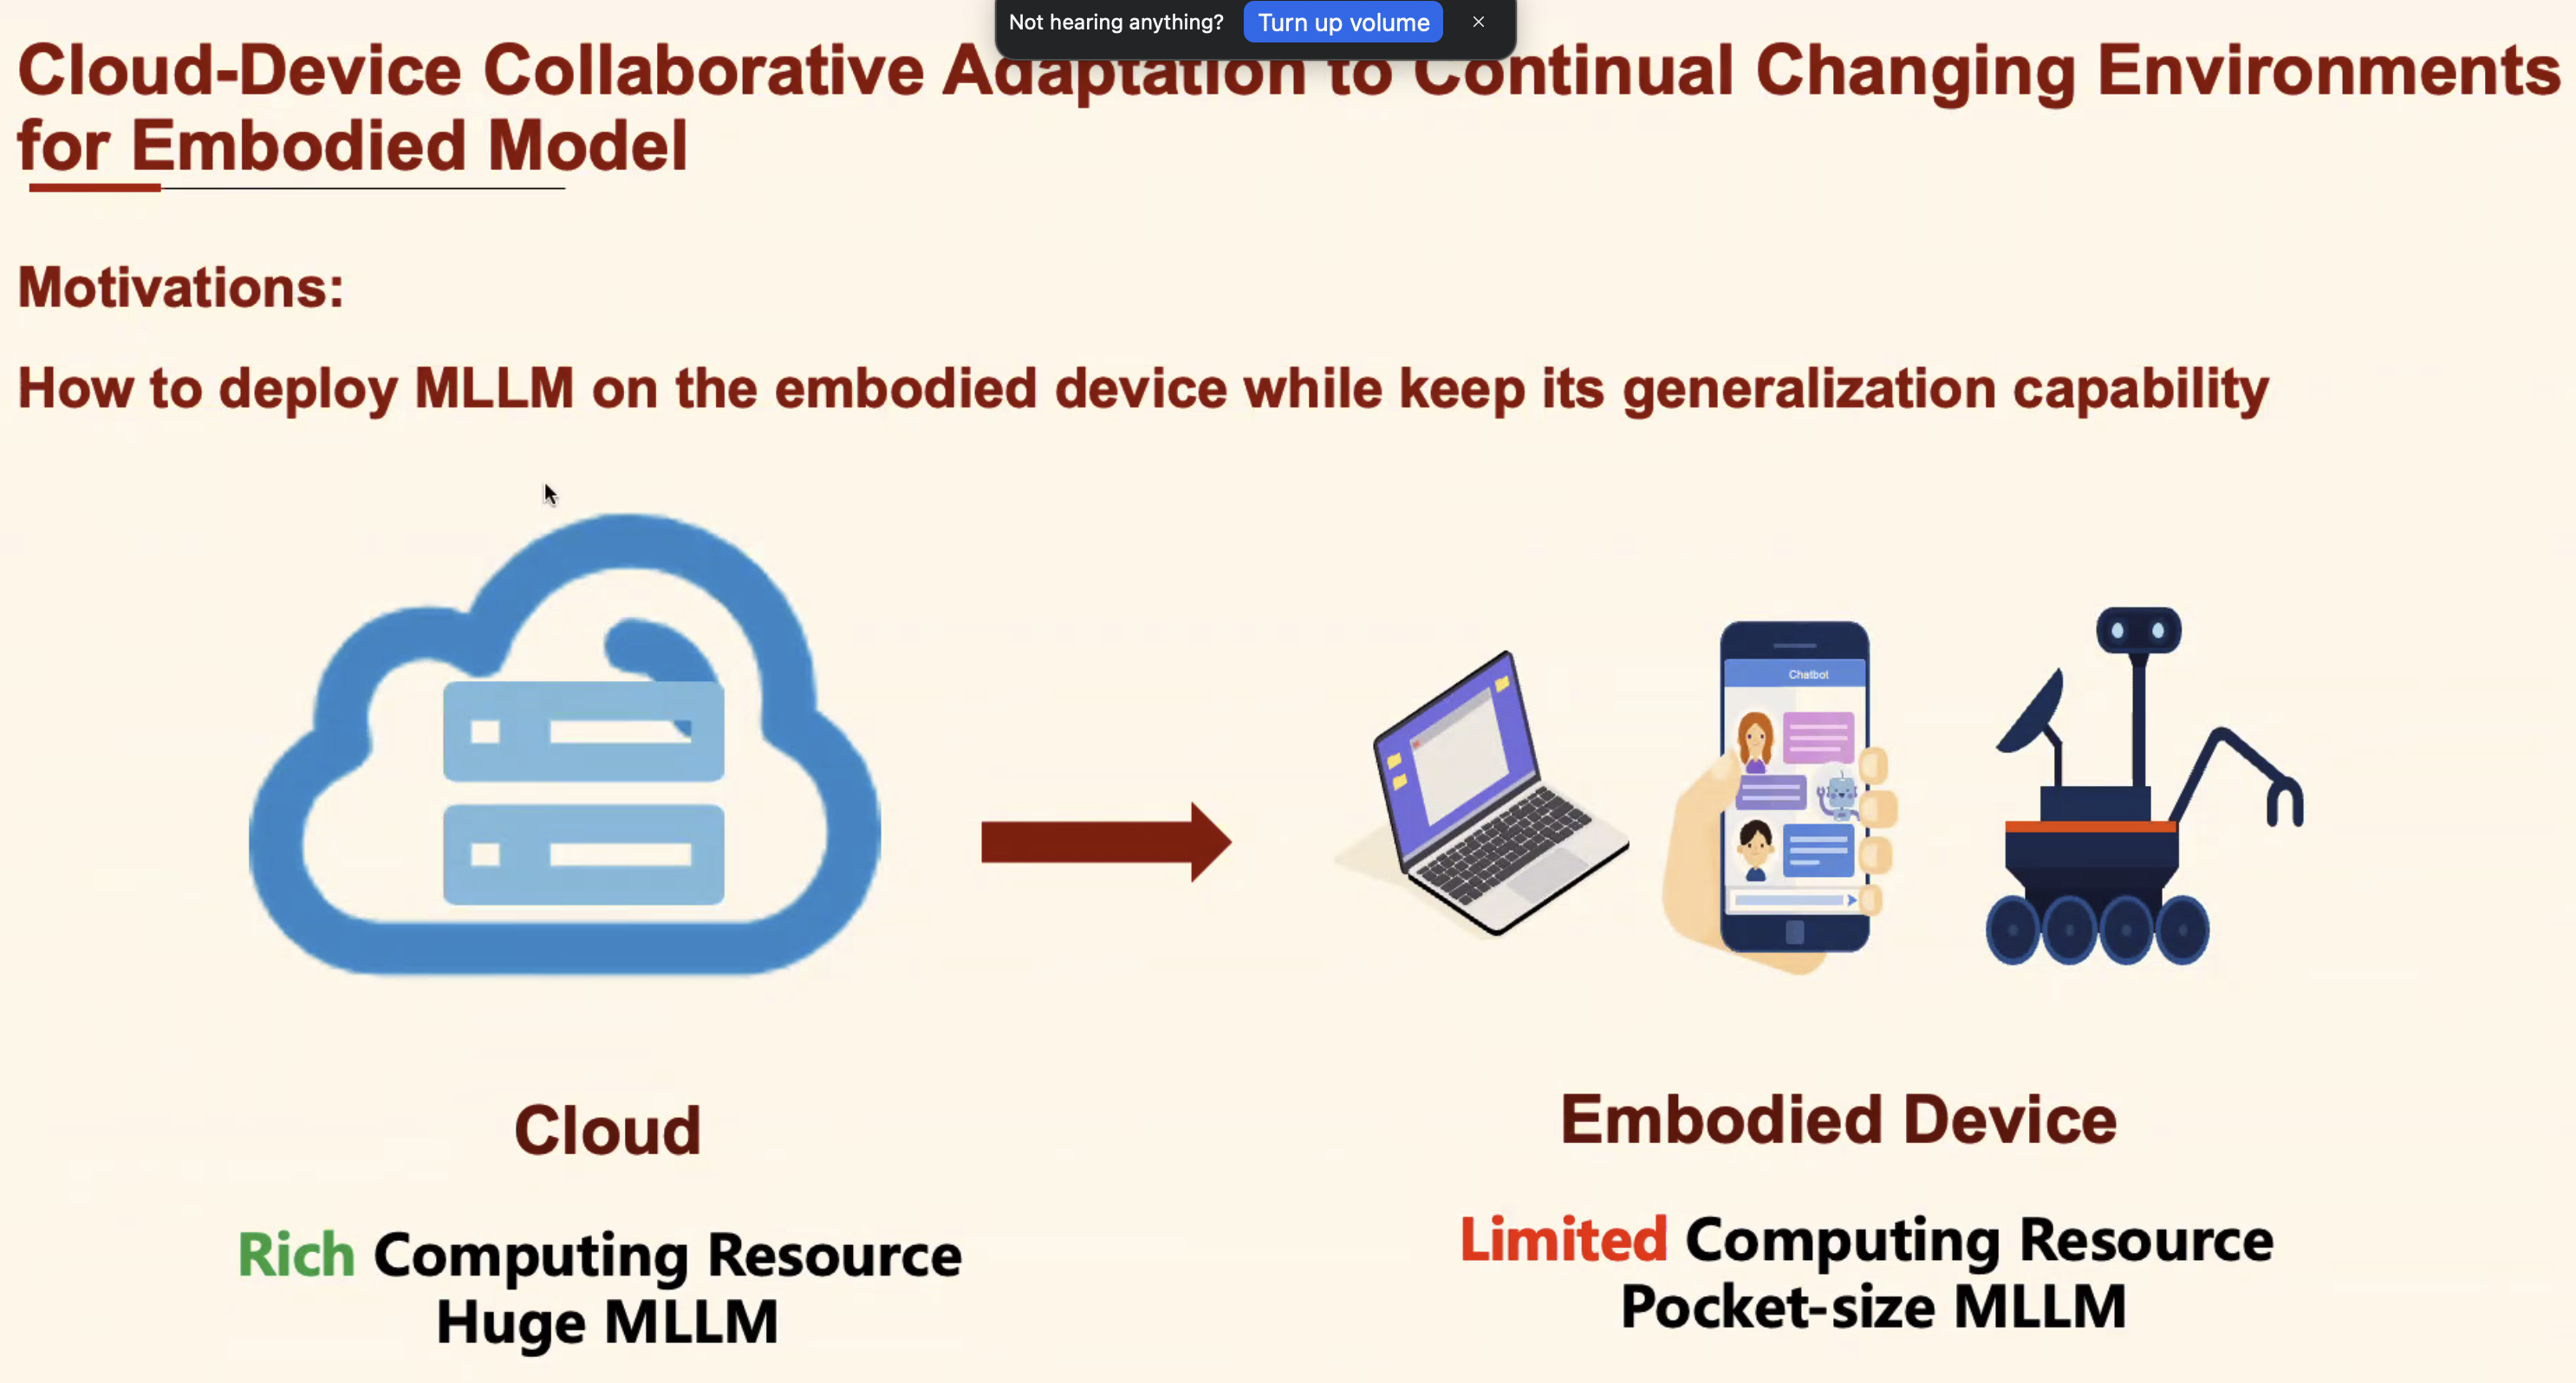 Not hearing anything? Turn up volume
Cloud-Device Collaborative Adaptation to Continual Changing Environments
for Embodied Model
Motivations:
How to deploy MLLM on the embodied device while keep its generalization capability
Chatbot
Cloud
Embodied Device
Rich Computing Resource
Huge MLLM
Limited Computing Resource
Pocket-size MLLM